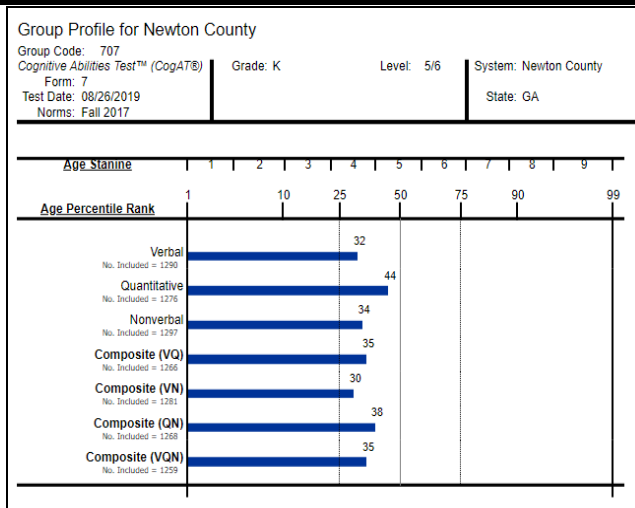 Group Profile for Newton County
Group Code: 707
Cognitive Abilities Test™ (CogAT®) Grade: K Level: 5/6 System: Newton County
Form: 7
Test Date: 08/26/2019 State: GA
Norms: Fall 2017
Age Stanine 1 2 3 4 5 6 7 8 9
1 10 25 50 75 90 99
Age Percentile Rank
32
Verbal
No. Included = 1290
44
Quantitative
No. Included = 1276
34
Nonverbal
No. Included = 1297
35
Composite (VQ)
No. Included = 1266
30
Composite (VN)
No. Included = 1281
38
Composite (QN)
No. Included = 1268
35
Composite (VQN)
No. Included = 1259